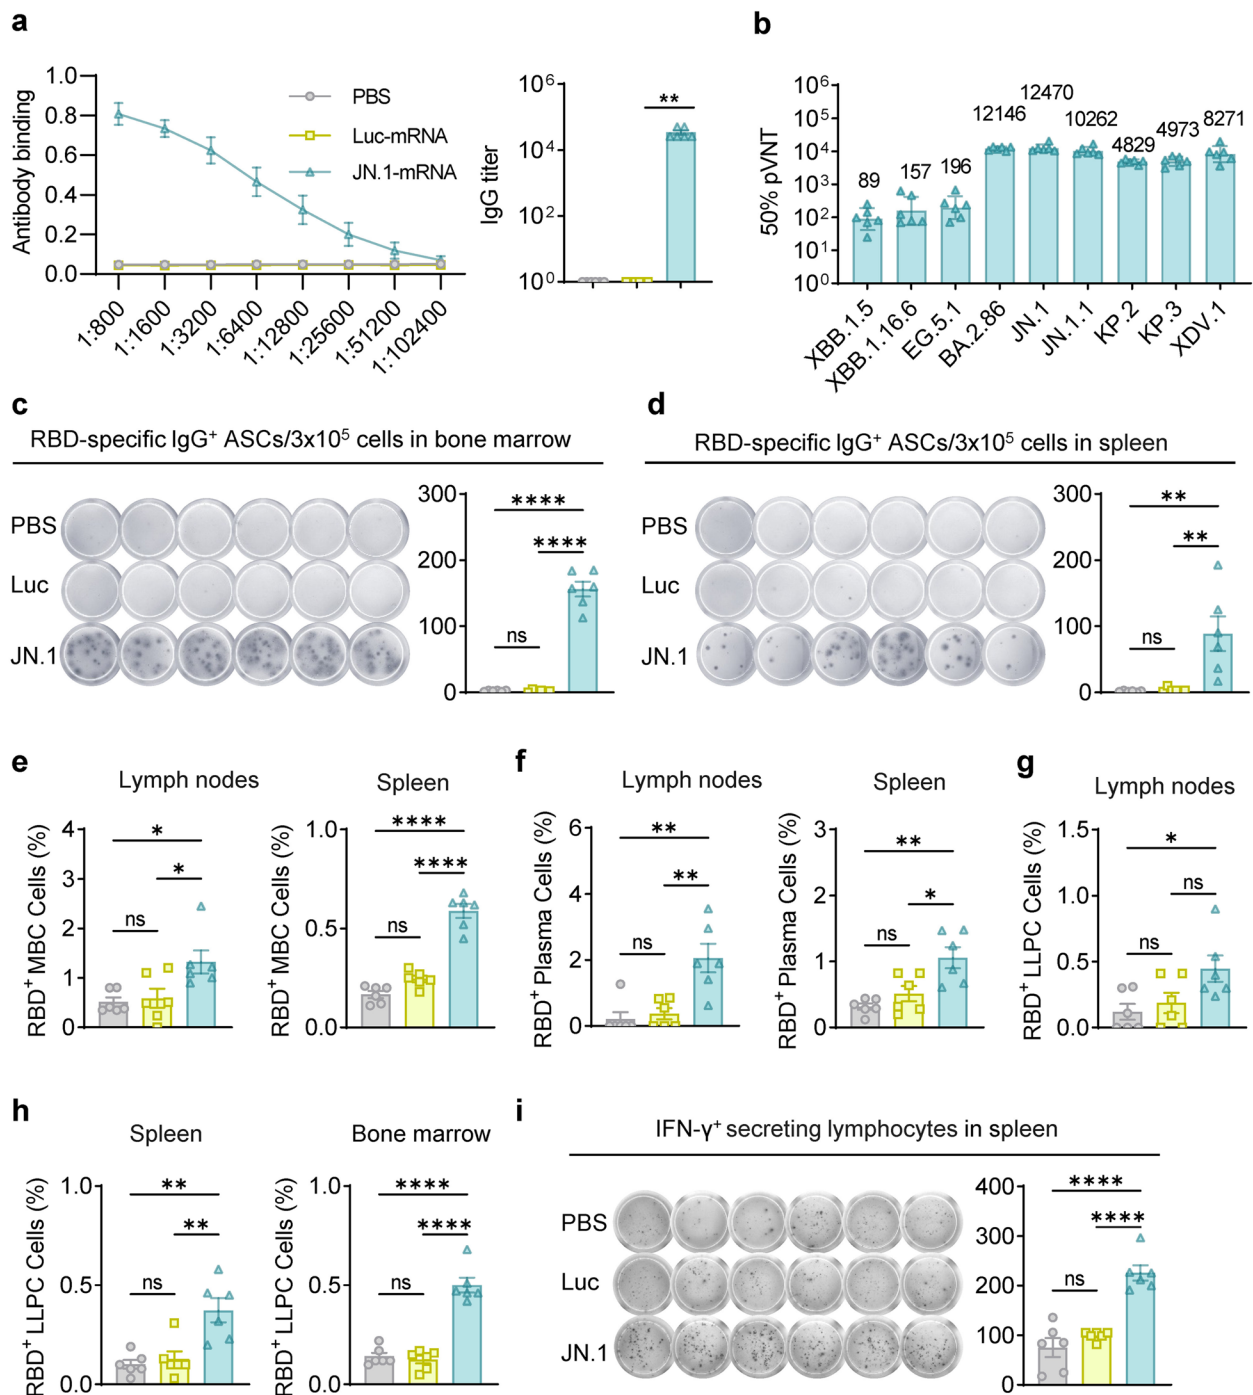 a
Antibody binding
1.0
0.8
0.6
0.4
0.2
0.0
PBS
Luc-mRNA
JN.1-mRNA
1:800
1:1600
1:3200
1:6400
1:12800
1:25600
1:51200
1:102400
IgG titer
10⁶
10⁴
10²
10⁰
**
b
50% pVNT
10⁶
10⁵
10⁴
10³
10²
10¹
10⁰
89
157
196
12146
12470
10262
4829
4973
8271
XBB.1.5
XBB.1.16.6
EG.5.1
BA.2.86
JN.1
JN.1.1
KP.2
KP.3
XDV.1
c
RBD-specific IgG⁺ ASCs/3x10⁵ cells in bone marrow
PBS
Luc
JN.1
300
200
100
0
****
****
ns
d
RBD-specific IgG⁺ ASCs/3x10⁵ cells in spleen
PBS
Luc
JN.1
300
200
100
0
**
**
ns
e
Lymph nodes
RBD⁺ MBC Cells (%)
4
3
2
1
0
*
*
ns
Spleen
RBD⁺ MBC Cells (%)
1.0
0.5
0.0
****
****
ns
f
Lymph nodes
RBD⁺ Plasma Cells (%)
6
4
2
0
**
**
ns
Spleen
RBD⁺ Plasma Cells (%)
3
2
1
0
**
*
ns
g
Lymph nodes
RBD⁺ LLPC Cells (%)
1.5
1.0
0.5
0.0
*
ns
ns
h
Spleen
RBD⁺ LLPC Cells (%)
1.0
0.5
0.0
**
**
ns
Bone marrow
RBD⁺ LLPC Cells (%)
1.0
0.5
0.0
****
****
ns
i
IFN-γ⁺ secreting lymphocytes in spleen
PBS
Luc
JN.1
400
300
200
100
0
****
****
ns